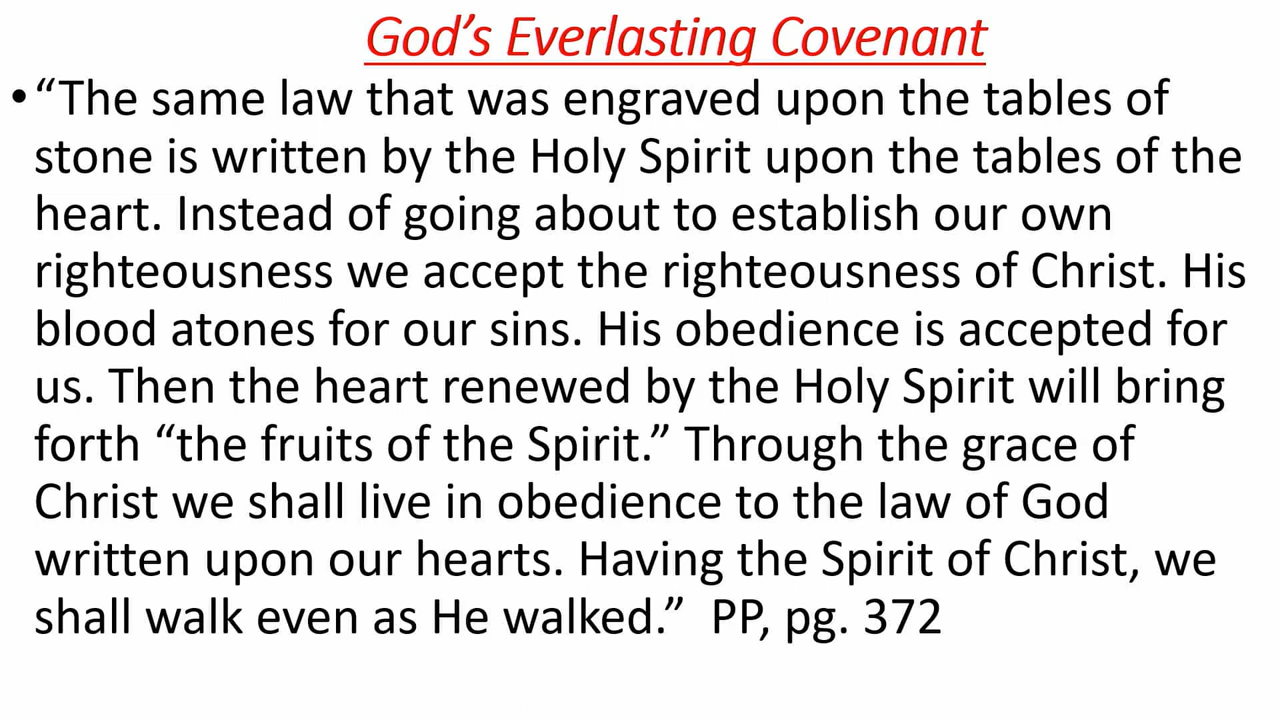 God’s Everlasting Covenant
•“The same law that was engraved upon the tables of
stone is written by the Holy Spirit upon the tables of the
heart. Instead of going about to establish our own
righteousness we accept the righteousness of Christ. His
blood atones for our sins. His obedience is accepted for
us. Then the heart renewed by the Holy Spirit will bring
forth “the fruits of the Spirit.” Through the grace of
Christ we shall live in obedience to the law of God
written upon our hearts. Having the Spirit of Christ, we
shall walk even as He walked.”  PP, pg. 372